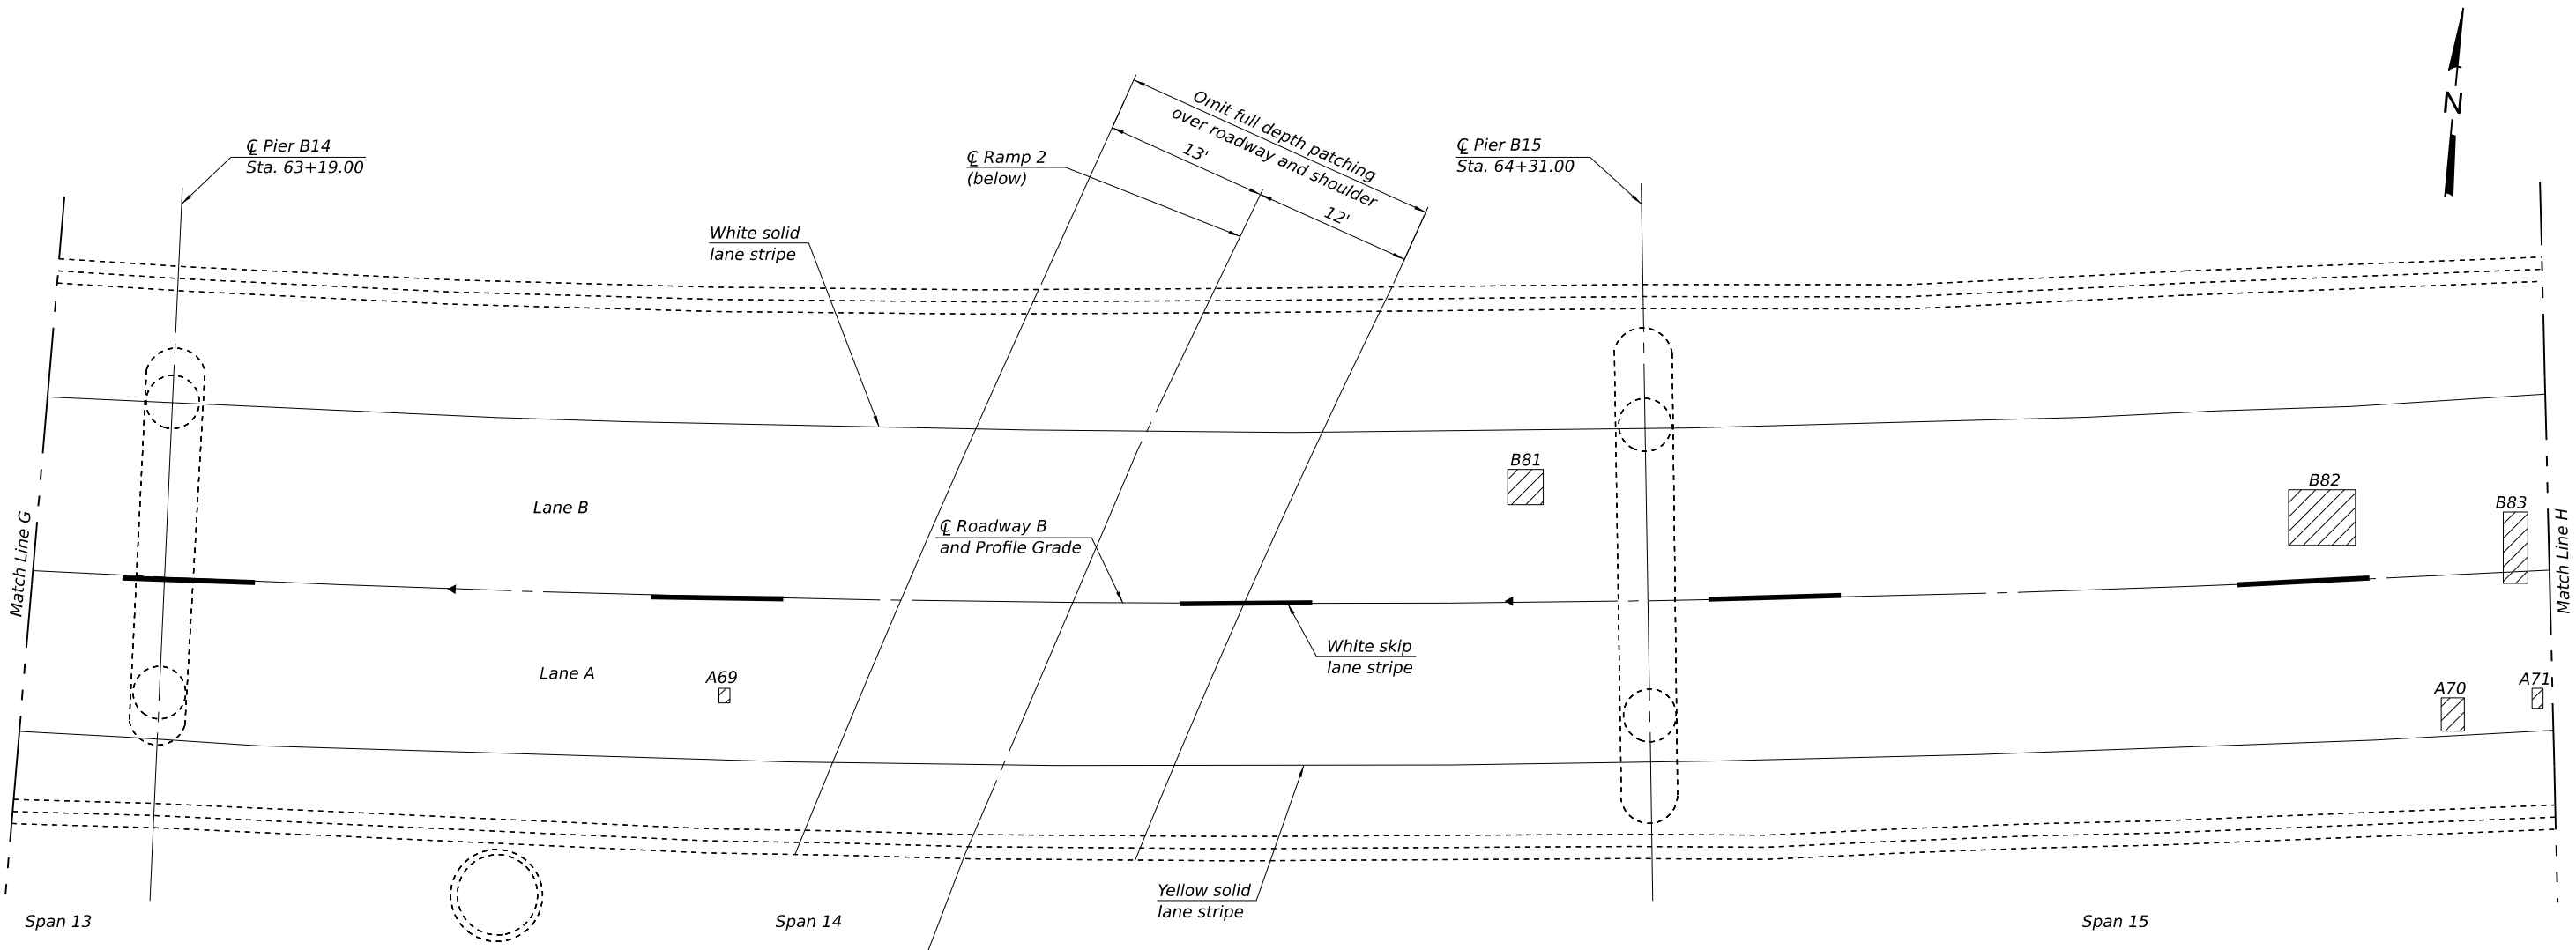 N
Omit full depth patching
over roadway and shoulder
13'
12'
℄ Pier B14
Sta. 63+19.00
℄ Ramp 2
(below)
℄ Pier B15
Sta. 64+31.00
White solid
lane stripe
B81
B82
B83
Lane B
℄ Roadway B
and Profile Grade
Match Line G
Match Line H
White skip
lane stripe
Lane A
A69
A70
A71
Yellow solid
lane stripe
Span 13
Span 14
Span 15